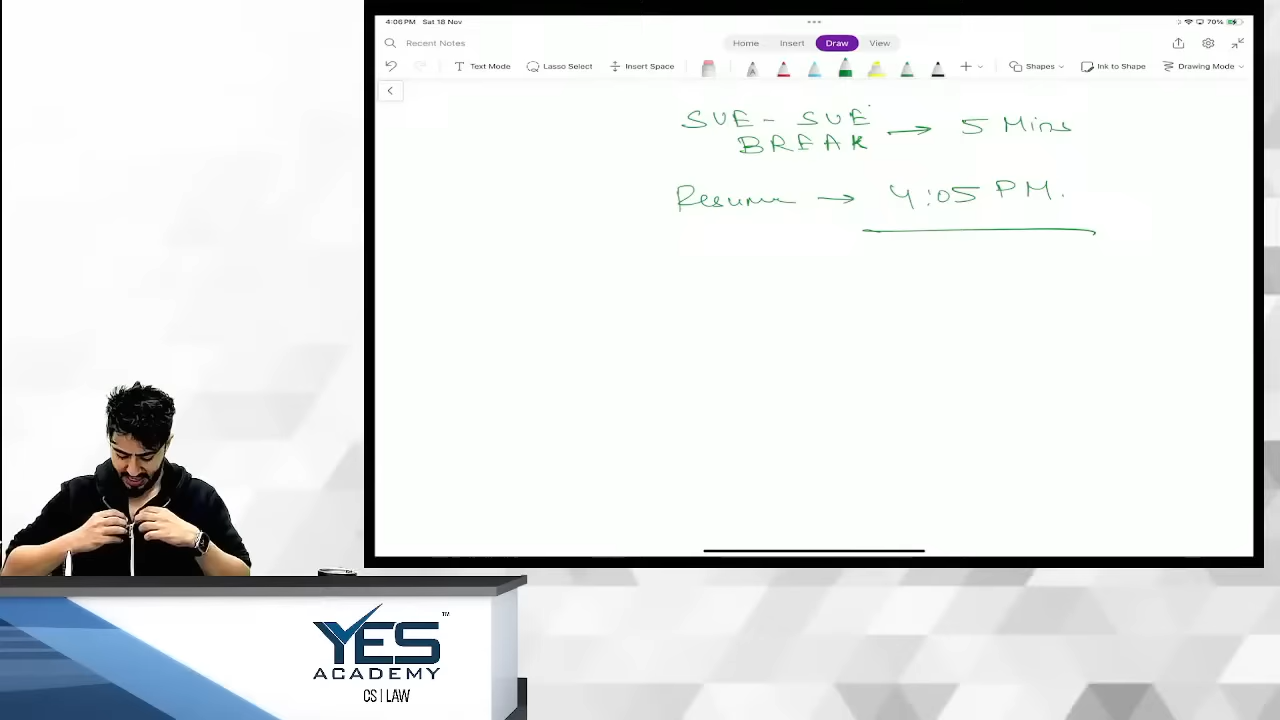 4:06 PM Sat 18 Nov
70%
Recent Notes
Home Insert Draw View
Text Mode Lasso Select Insert Space Shapes Ink to Shape Drawing Mode
SUE - SUE BREAK → 5 Mins
Resume → 4:05 PM.
YES™
ACADEMY
CS | LAW